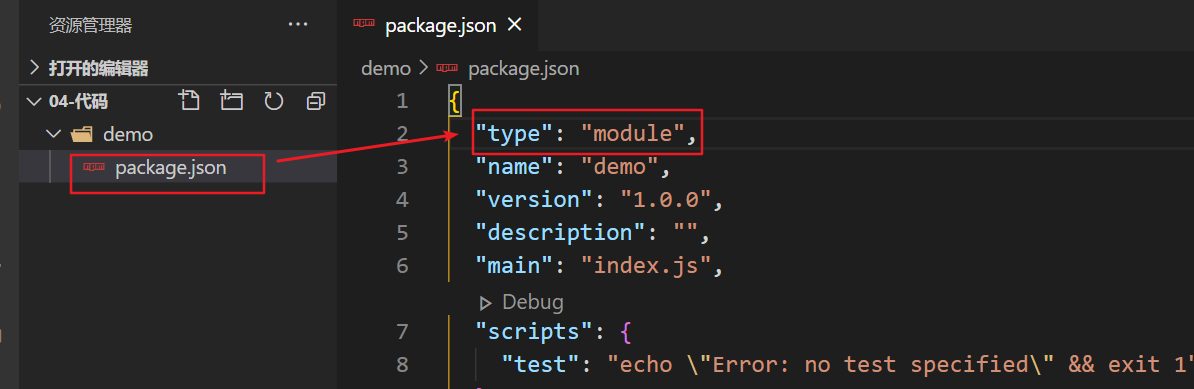 资源管理器 ···
打开的编辑器
04-代码
demo
package.json
package.json ×
demo > package.json
1 {
2 "type": "module",
3 "name": "demo",
4 "version": "1.0.0",
5 "description": "",
6 "main": "index.js",
Debug
7 "scripts": {
8 "test": "echo \"Error: no test specified\" && exit 1"